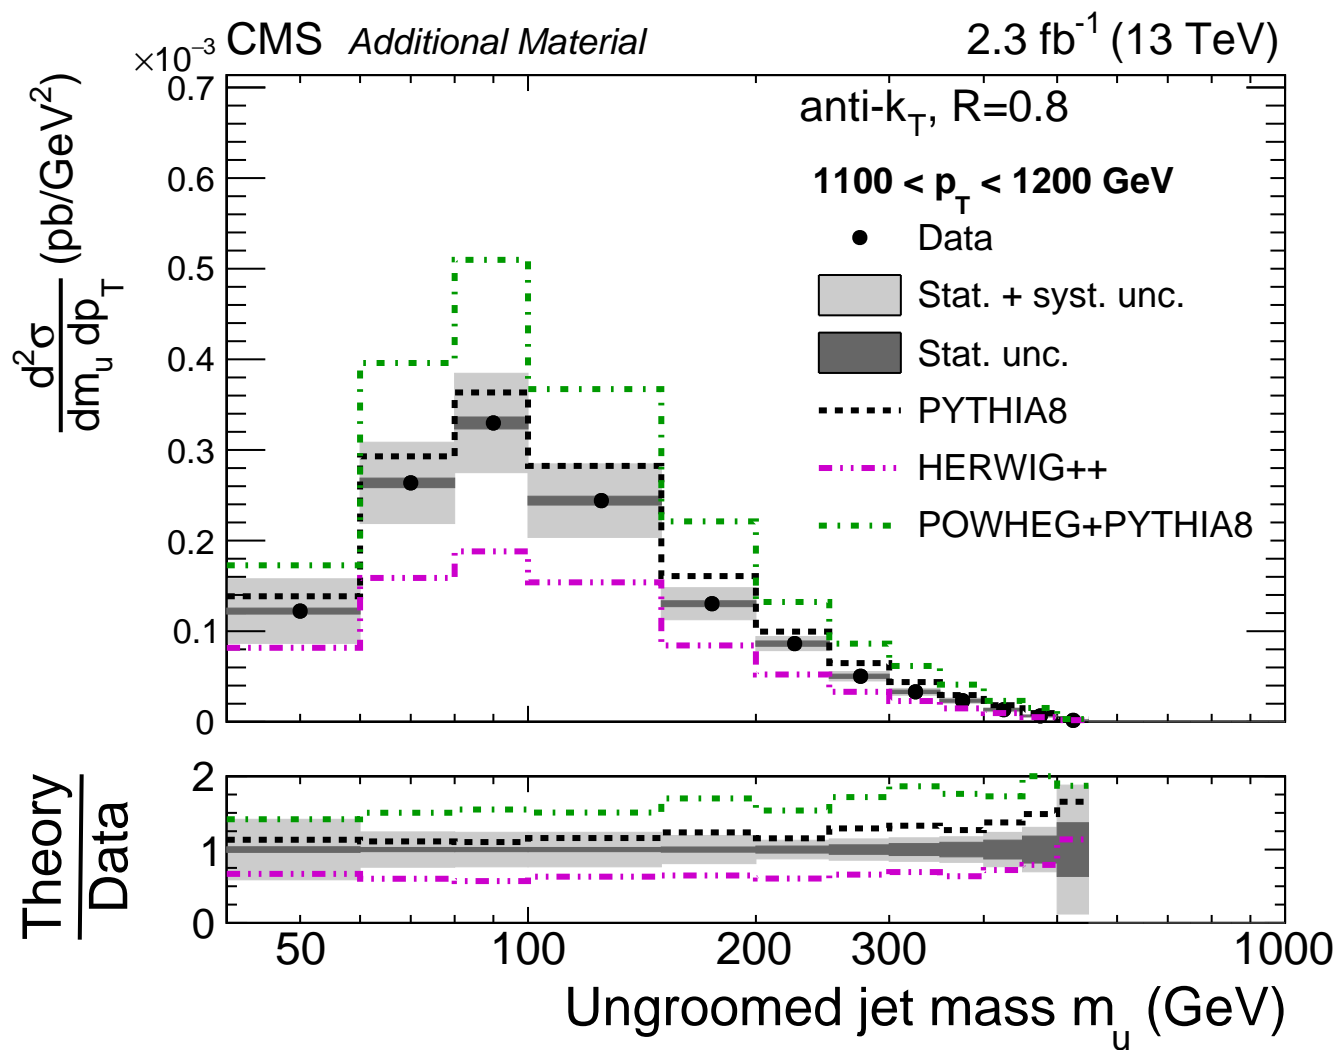 ×10⁻³ CMS Additional Material 2.3 fb⁻¹ (13 TeV)
d²σ
dm_u dp_T (pb/GeV²)
0.7
0.6
0.5
0.4
0.3
0.2
0.1
0
anti-k_T, R=0.8
1100 < p_T < 1200 GeV
Data
Stat. + syst. unc.
Stat. unc.
PYTHIA8
HERWIG++
POWHEG+PYTHIA8
Theory
Data
2
1
0
50 100 200 300 1000
Ungroomed jet mass m_u (GeV)